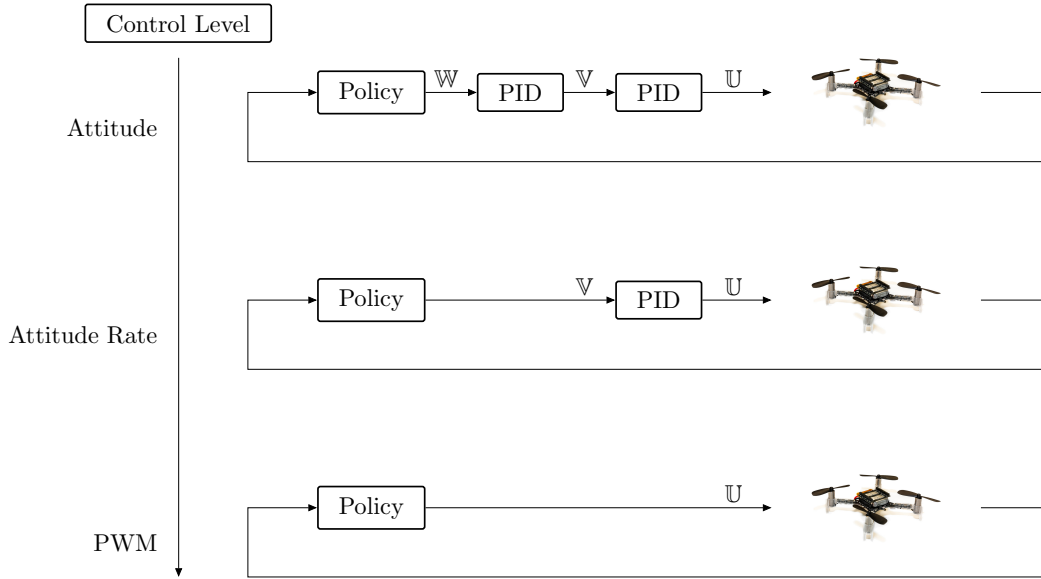 Control Level
Policy 𝕎 PID 𝕍 PID 𝕌
Attitude
Policy 𝕍 PID 𝕌
Attitude Rate
Policy 𝕌
PWM